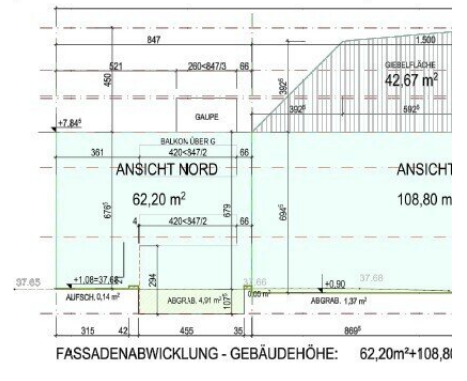 847
1.500
521
260<847/3
66
450
GIEBELFLÄCHE
42,67 m²
392⁵
392⁵
592⁵
GAUPE
+7.84⁵
BALKON ÜBER G
361
420<847/2
66
ANSICHT NORD
ANSICHT
62,20 m²
108,80 m
676⁵
679
694⁵
4
420<847/2
66
294
37.65
+1.08=37.68
37.66
+0,90
37.68
AUFSCH. 0,14 m²
ABGRAB. 4,91 m²
107⁵
0,05 m²
ABGRAB. 1,37 m²
315
42
455
35
869⁵
FASSADENABWICKLUNG - GEBÄUDEHÖHE: 62,20m²+108,80